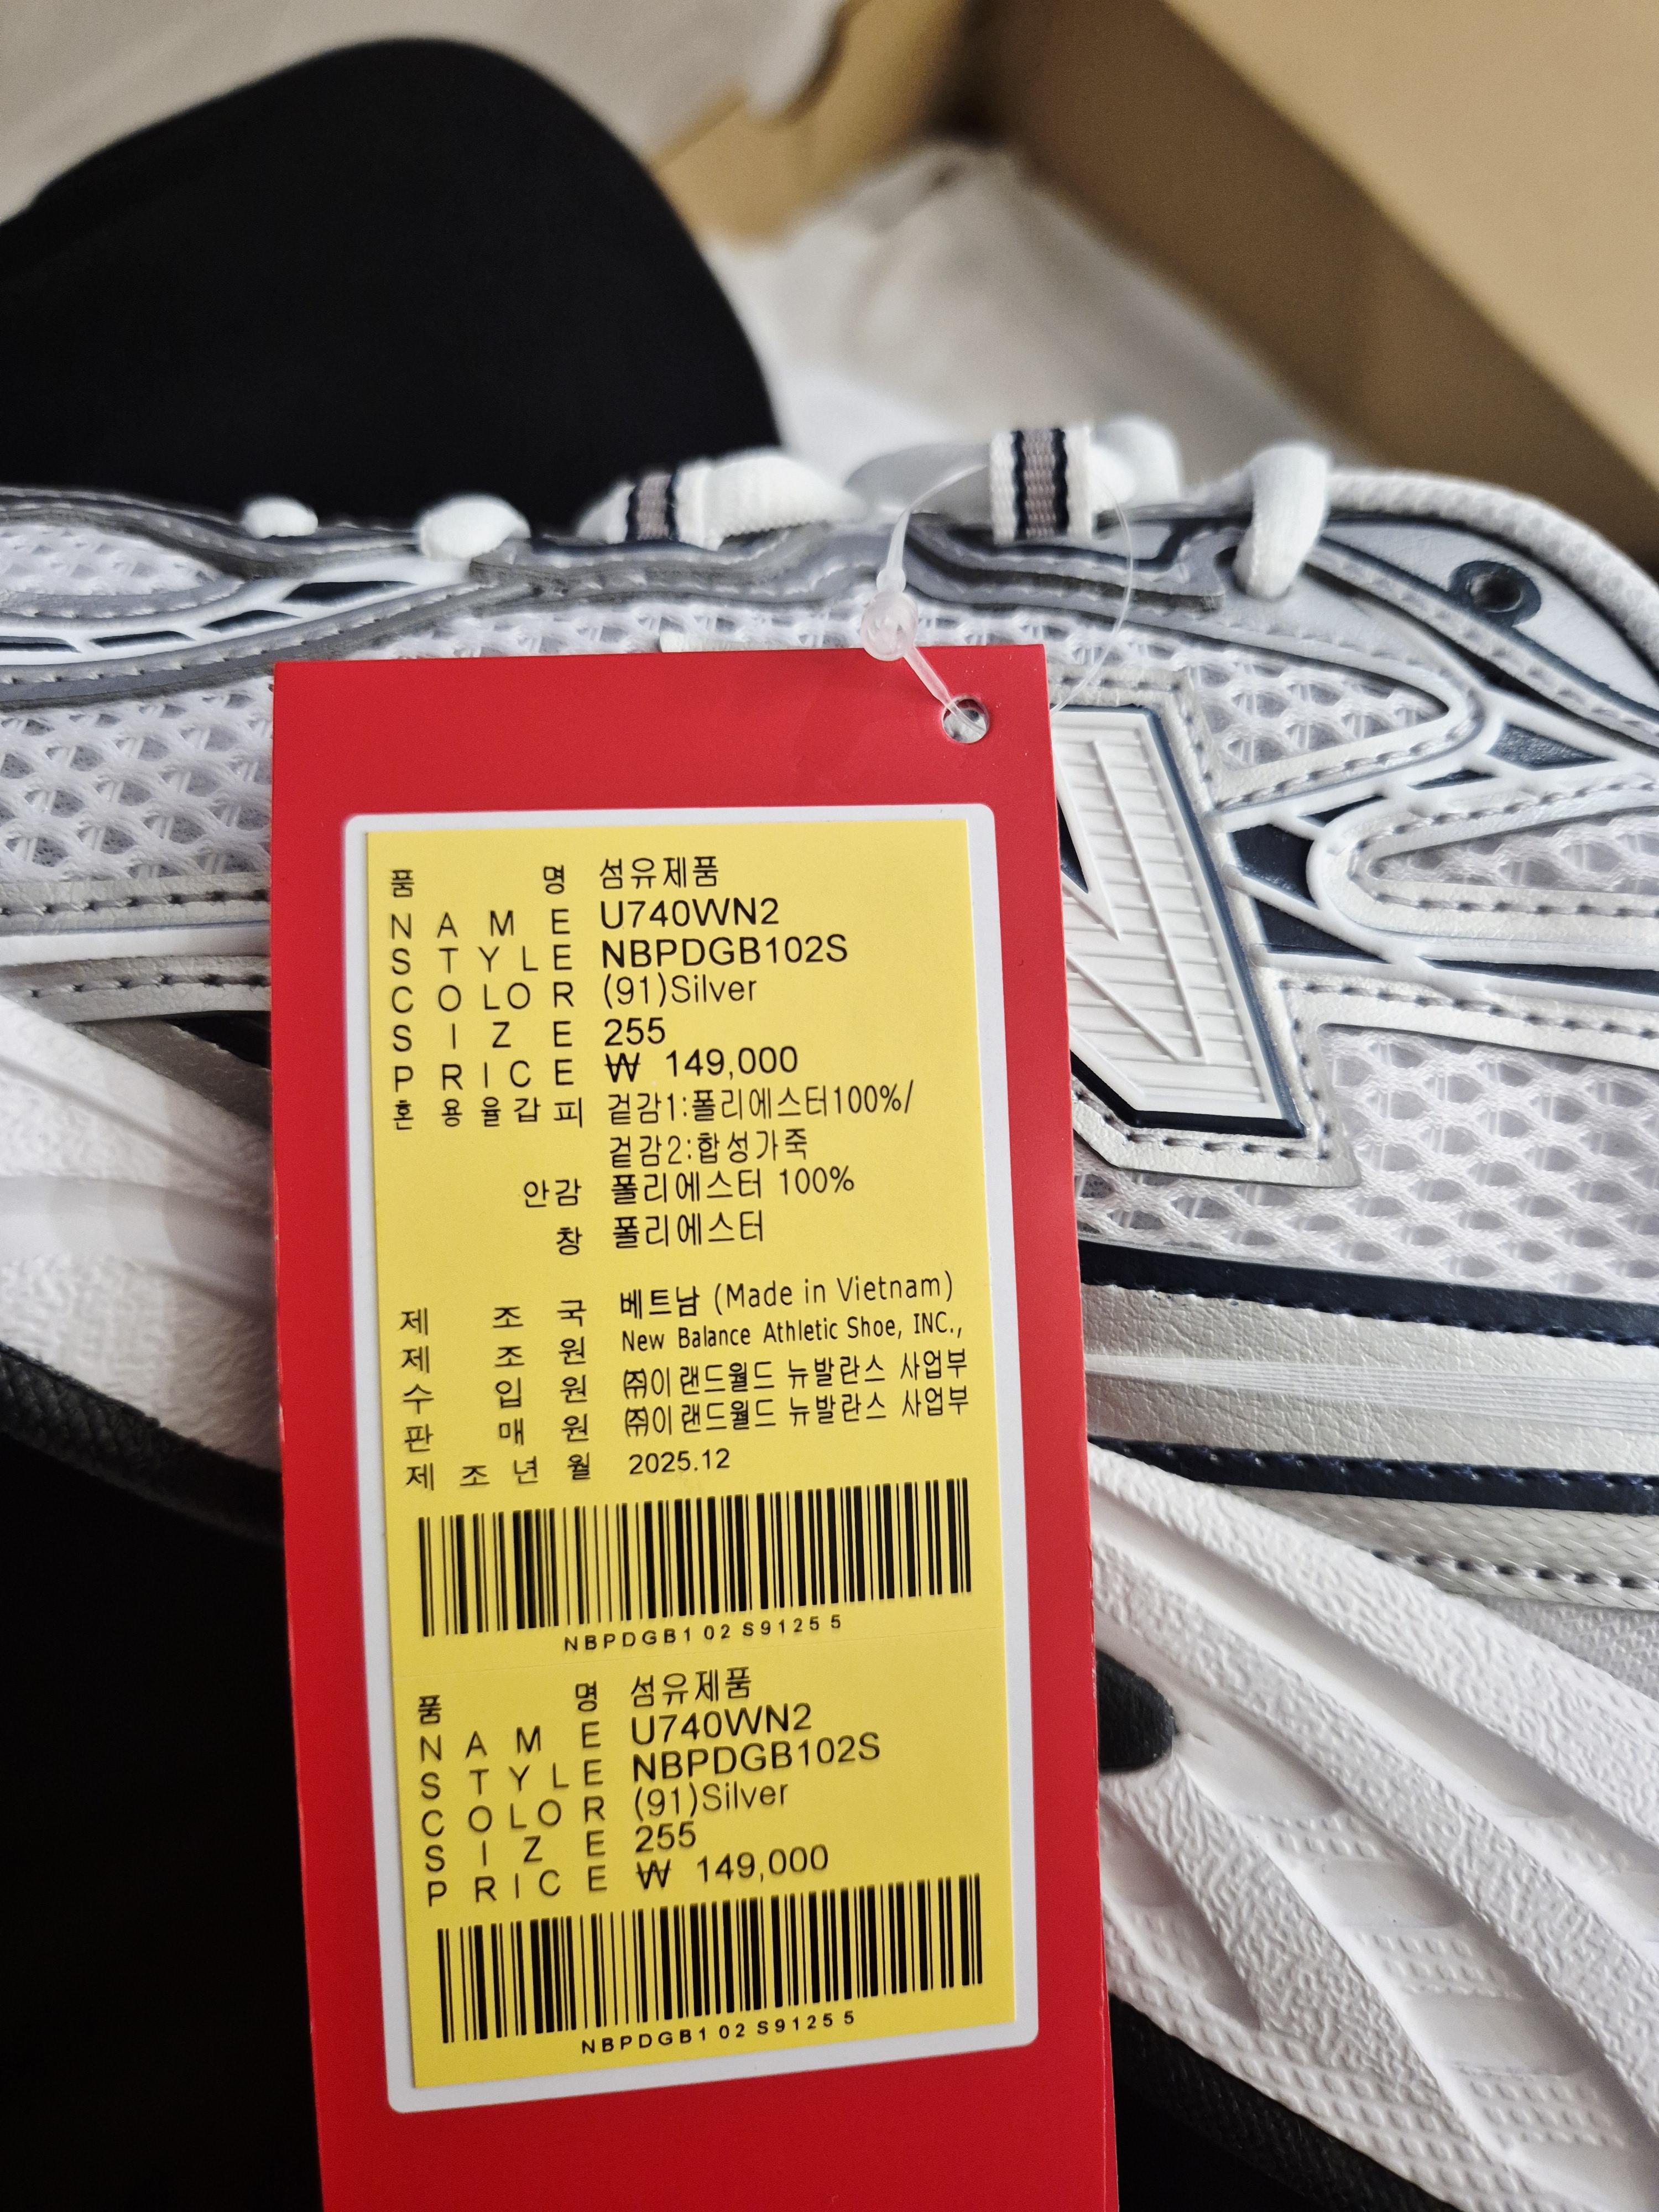 품 명 섬유제품
NAME U740WN2
STYLE NBPDGB102S
COLOR (91)Silver
SIZE 255
PRICE ₩ 149,000
혼용율갑피 겉감1:폴리에스터100%/
겉감2:합성가죽
안감 폴리에스터 100%
창 폴리에스터
제조국 베트남 (Made in Vietnam)
제조원 New Balance Athletic Shoe, INC.,
수입원 ㈜이랜드월드 뉴발란스 사업부
판매원 ㈜이랜드월드 뉴발란스 사업부
제조년월 2025.12
NBPDGB102S91255
품 명 섬유제품
NAME U740WN2
STYLE NBPDGB102S
COLOR (91)Silver
SIZE 255
PRICE ₩ 149,000
NBPDGB102S91255